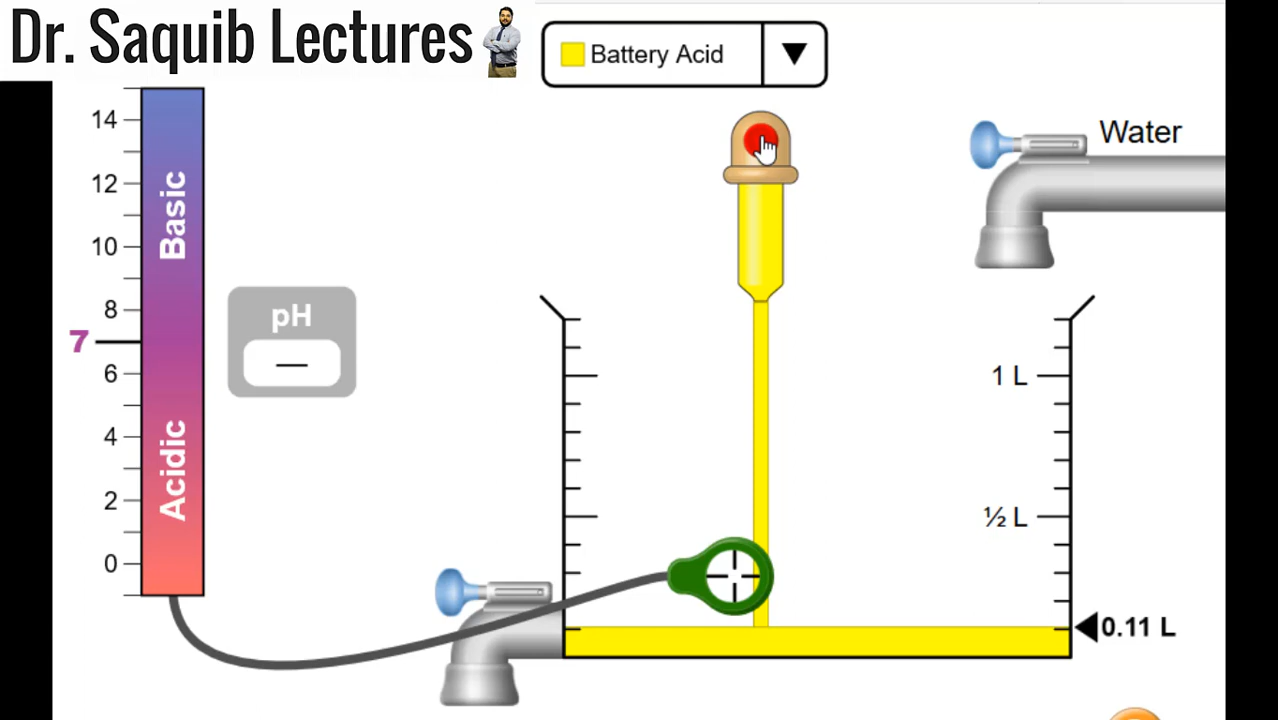 Dr. Saquib Lectures
Battery Acid
Water
14
12
10
8
7
6
4
2
0
Basic
Acidic
pH
—
1 L
½ L
0.11 L